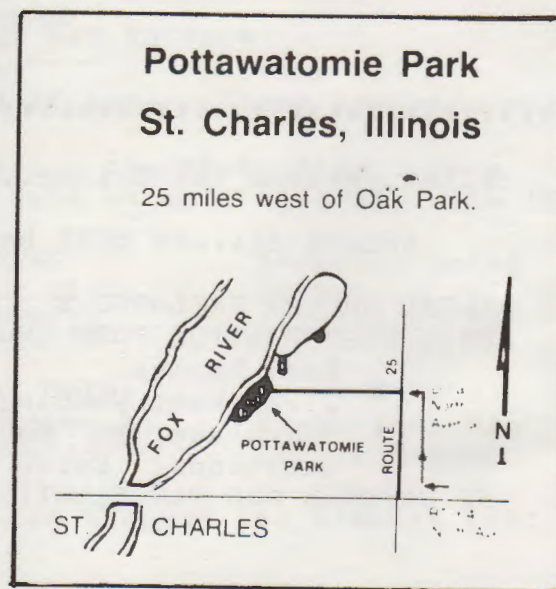 Pottawatomie Park
St. Charles, Illinois
25 miles west of Oak Park.
FOX RIVER
25
ROUTE
POTTAWATOMIE
PARK
N
ST. CHARLES